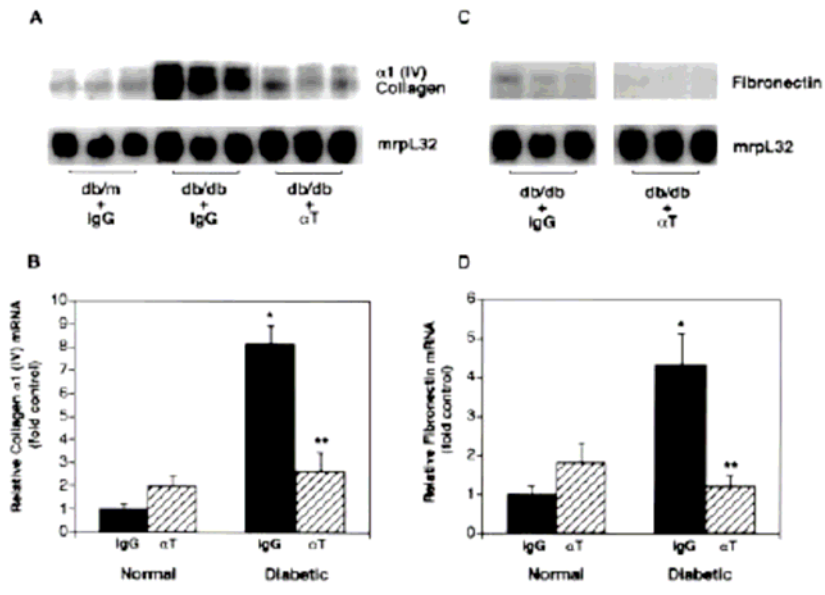 A
α1 (IV)
Collagen
mrpL32
db/m
+
IgG
db/db
+
IgG
db/db
+
αT
C
Fibronectin
mrpL32
db/db
+
IgG
db/db
+
αT
B
Relative Collagen α1 (IV) mRNA
(fold control)
10
9
8
7
6
5
4
3
2
1
0
*
**
IgG αT
IgG αT
Normal
Diabetic
D
Relative Fibronectin mRNA
(fold control)
6
5
4
3
2
1
0
*
**
IgG αT
IgG αT
Normal
Diabetic